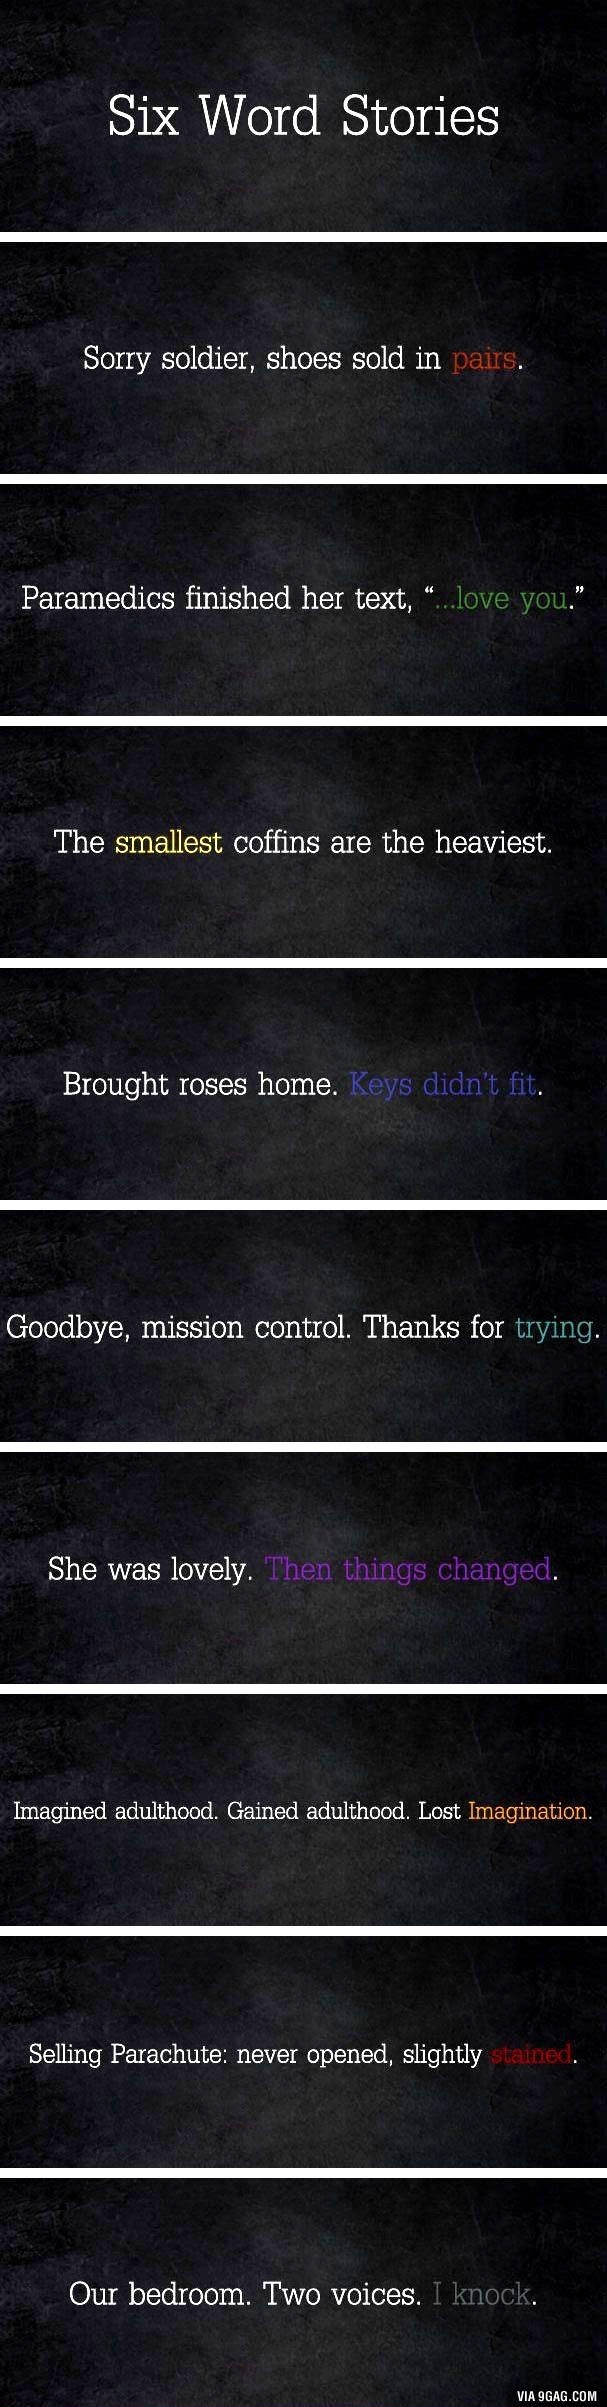 Six Word Stories
Sorry soldier, shoes sold in pairs.
Paramedics finished her text, “...love you.”
The smallest coffins are the heaviest.
Brought roses home. Keys didn't fit.
Goodbye, mission control. Thanks for trying.
She was lovely. Then things changed.
Imagined adulthood. Gained adulthood. Lost Imagination.
Selling Parachute: never opened, slightly stained.
Our bedroom. Two voices. I knock.
VIA 9GAG.COM